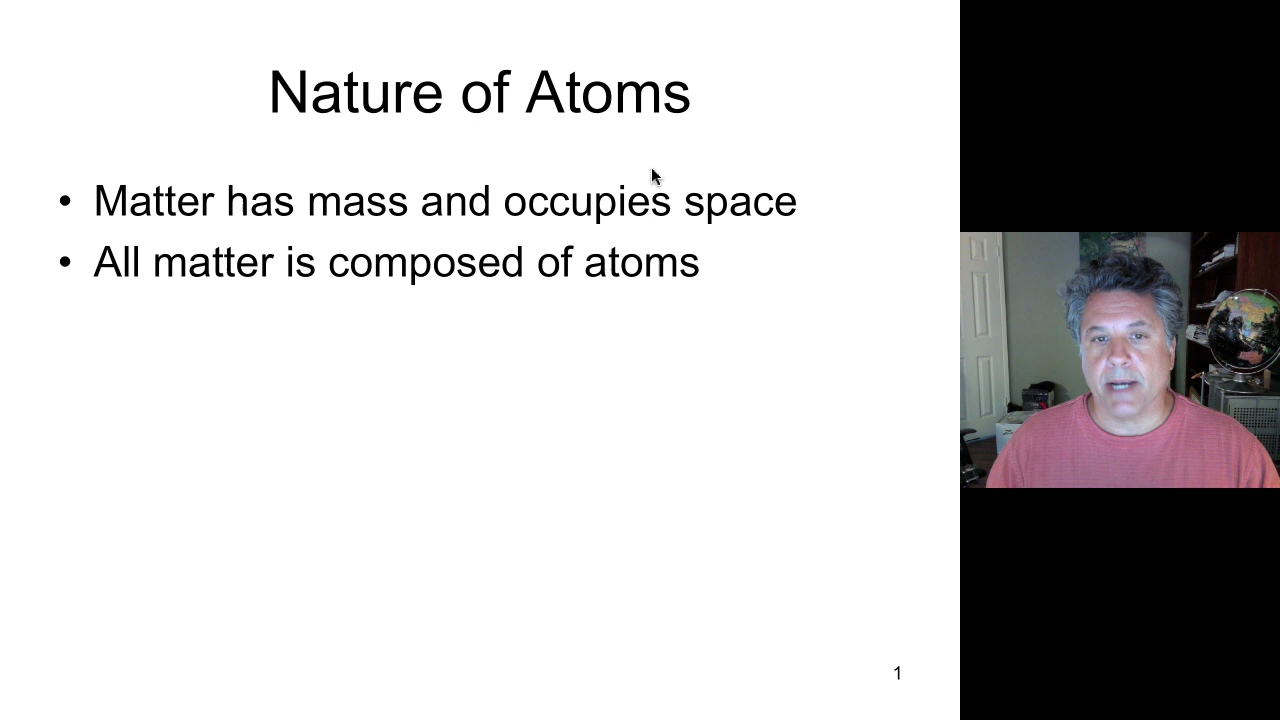 Nature of Atoms
• Matter has mass and occupies space
• All matter is composed of atoms
1